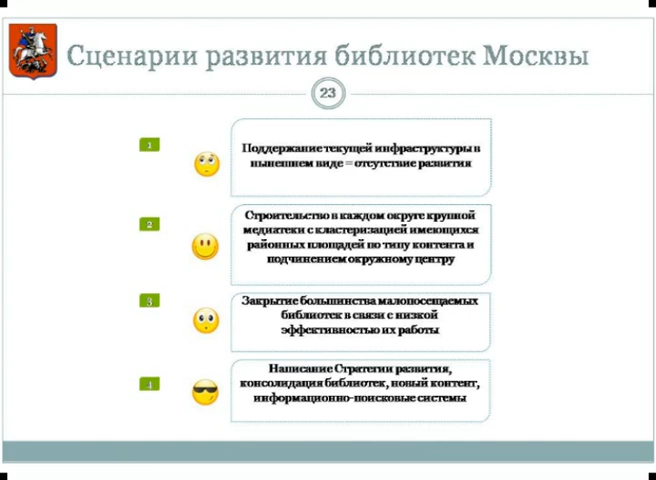 Сценарии развития библиотек Москвы
23
1
Поддержание текущей инфраструктуры в
нынешнем виде = отсутствие развития
2
Строительство в каждом округе крупной
медиатеки с кластеризацией имеющихся
районных площадей по типу контента и
подчинением окружному центру
3
Закрытие большинства малопосещаемых
библиотек в связи с низкой
эффективностью их работы
4
Написание Стратегии развития,
консолидация библиотек, новый контент,
информационно-поисковые системы